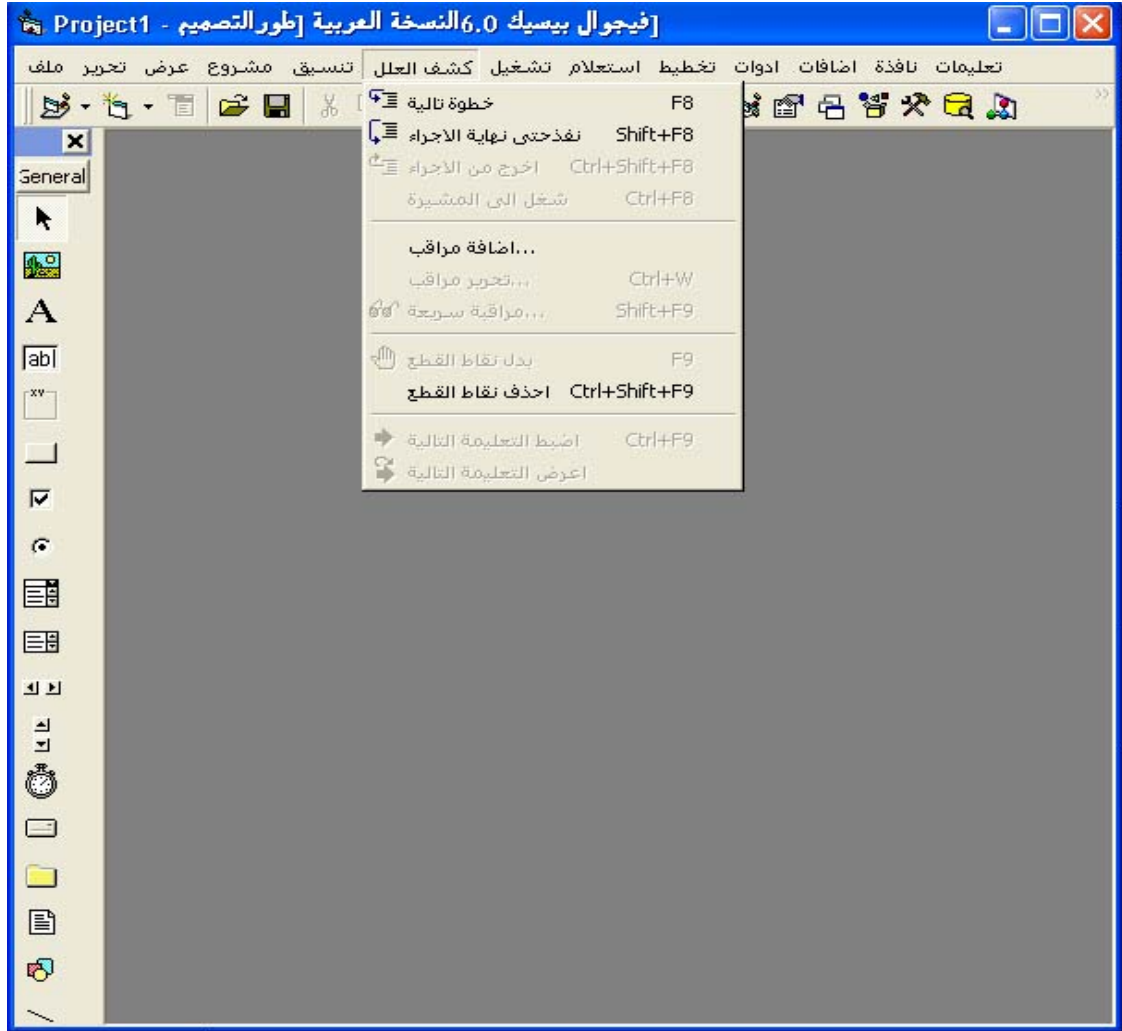 Project1 - فيجوال بيسيك 6.0النسخة العربية [طورالتصميم]
ملف تحرير عرض مشروع تنسيق كشف العلل تشغيل استعلام تخطيط ادوات اضافات نافذة تعليمات
خطوة تالية F8
نفذحتى نهاية الاجراء Shift+F8
اخرج من الاجراء Ctrl+Shift+F8
شغل الى المشيرة Ctrl+F8
اضافة مراقب...
تحرير مراقب... Ctrl+W
مراقبة سريعة... Shift+F9
بدل نقاط القطع F9
احذف نقاط القطع Ctrl+Shift+F9
اضبط التعليمة التالية Ctrl+F9
اعرض التعليمة التالية
General
A
ab
xv